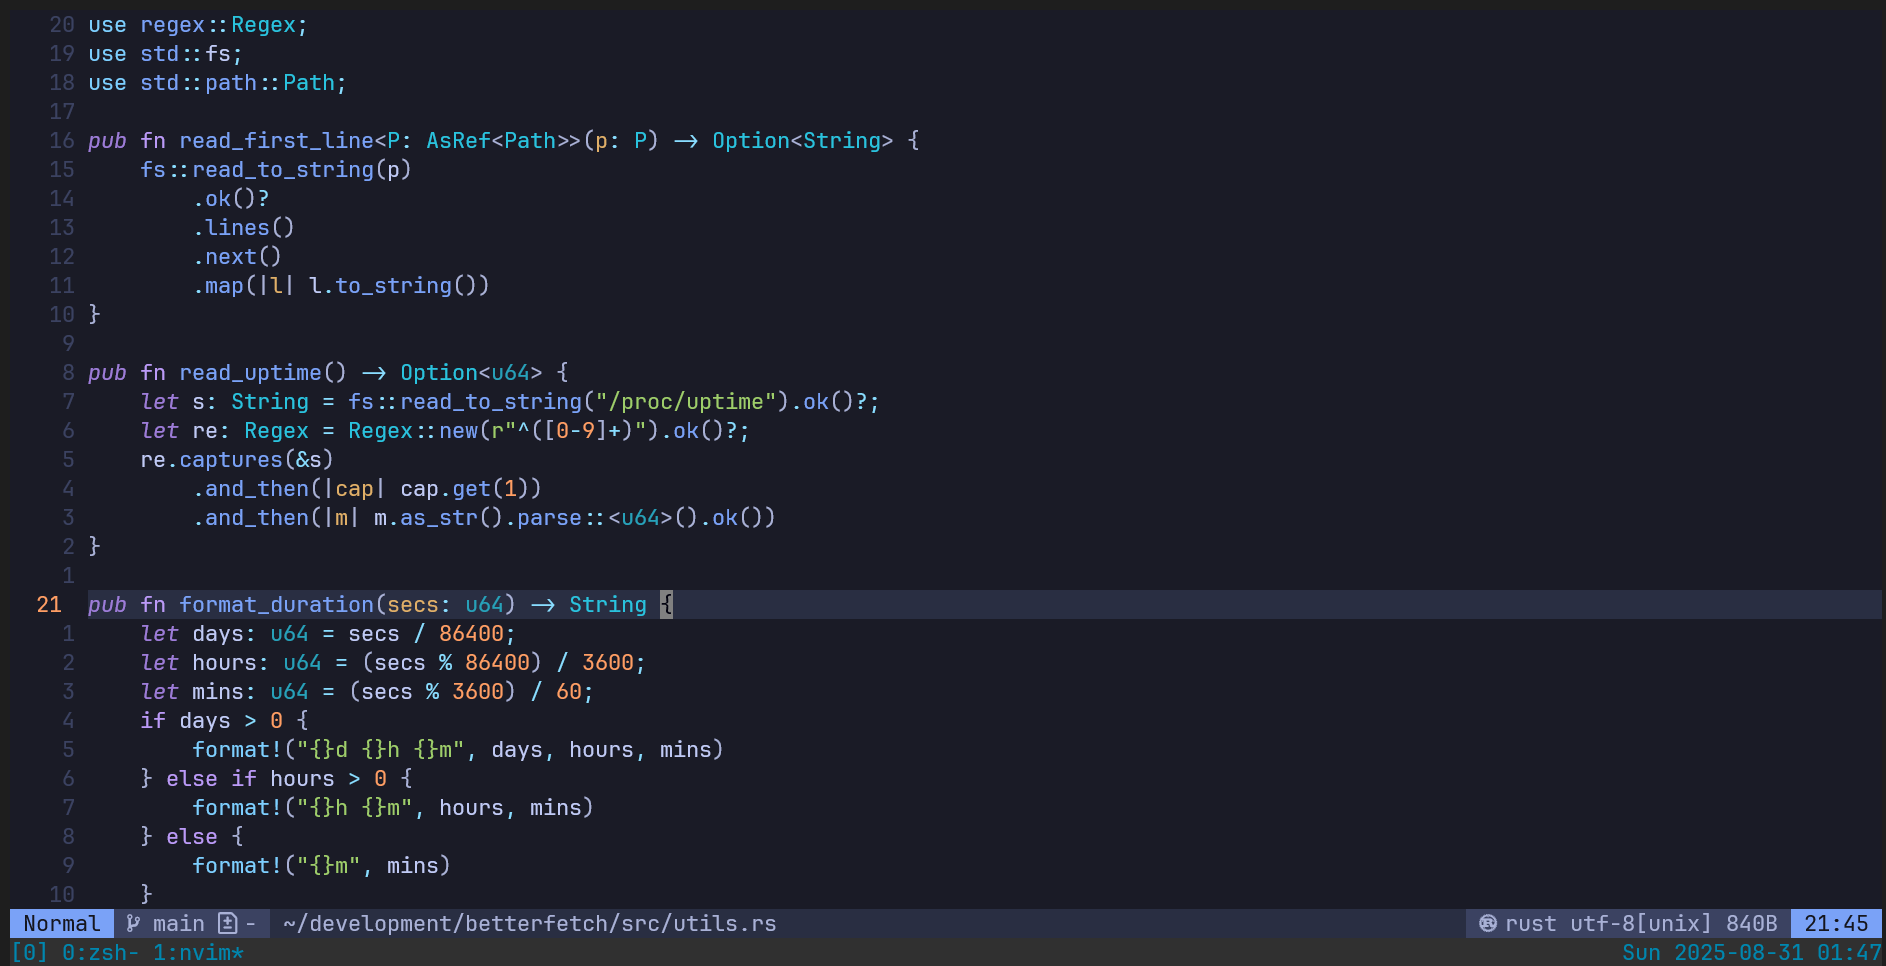 20 use regex::Regex;
19 use std::fs;
18 use std::path::Path;
17
16 pub fn read_first_line<P: AsRef<Path>>(p: P) -> Option<String> {
15     fs::read_to_string(p)
14         .ok()?
13         .lines()
12         .next()
11         .map(|l| l.to_string())
10 }
9
8 pub fn read_uptime() -> Option<u64> {
7     let s: String = fs::read_to_string("/proc/uptime").ok()?;
6     let re: Regex = Regex::new(r"^([0-9]+)").ok()?;
5     re.captures(&s)
4         .and_then(|cap| cap.get(1))
3         .and_then(|m| m.as_str().parse::<u64>().ok())
2 }
1
21 pub fn format_duration(secs: u64) -> String {
1     let days: u64 = secs / 86400;
2     let hours: u64 = (secs % 86400) / 3600;
3     let mins: u64 = (secs % 3600) / 60;
4     if days > 0 {
5         format!("{}d {}h {}m", days, hours, mins)
6     } else if hours > 0 {
7         format!("{}h {}m", hours, mins)
8     } else {
9         format!("{}m", mins)
10     }
Normal main - ~/development/betterfetch/src/utils.rs rust utf-8[unix] 840B 21:45
[0] 0:zsh- 1:nvim* Sun 2025-08-31 01:47